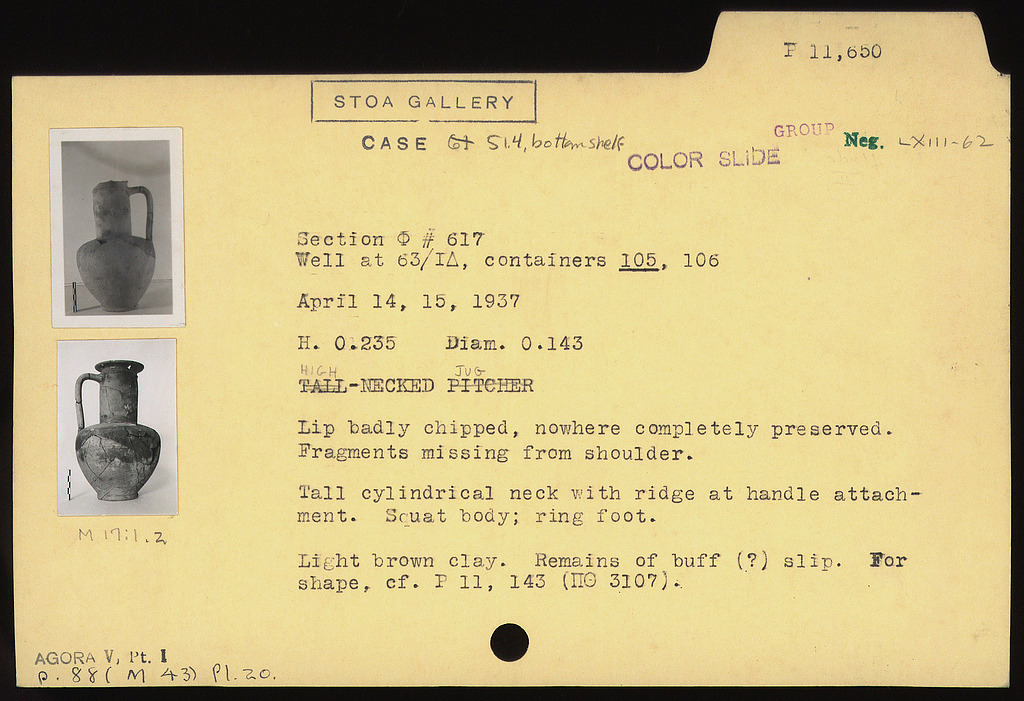 P 11,650
STOA GALLERY
CASE 61 51.4, bottom shelf
GROUP Neg. LXIII-62
COLOR SLIDE
Section Φ # 617
Well at 63/ΙΔ, containers 105, 106
April 14, 15, 1937
H. 0.235 Diam. 0.143
HIGH JUG
TALL-NECKED PITCHER
Lip badly chipped, nowhere completely preserved.
Fragments missing from shoulder.
Tall cylindrical neck with ridge at handle attach-
ment. Squat body; ring foot.
Light brown clay. Remains of buff (?) slip. For
shape, cf. P 11, 143 (ΠΘ 3107).
M 17:1.2
AGORA V, Pt. I
p. 88 (M 43) Pl. 20.